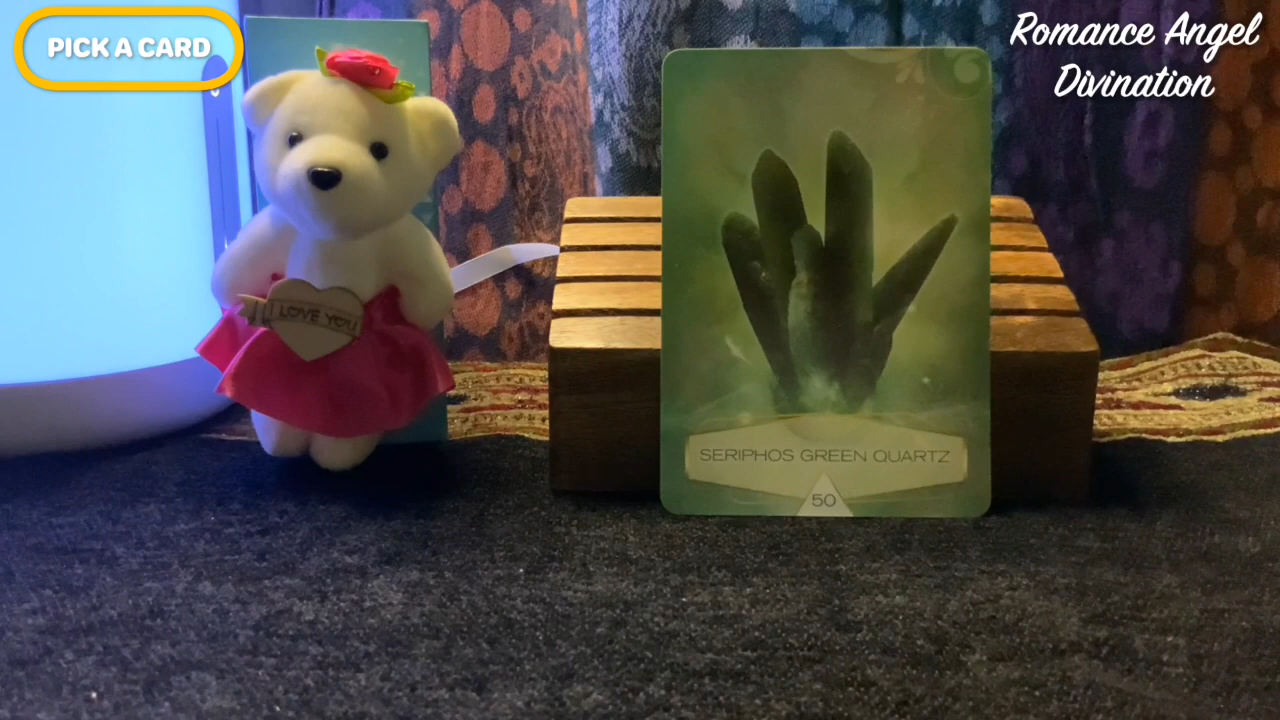 PICK A CARD
Romance Angel
Divination
I LOVE YOU
SERIPHOS GREEN QUARTZ
50